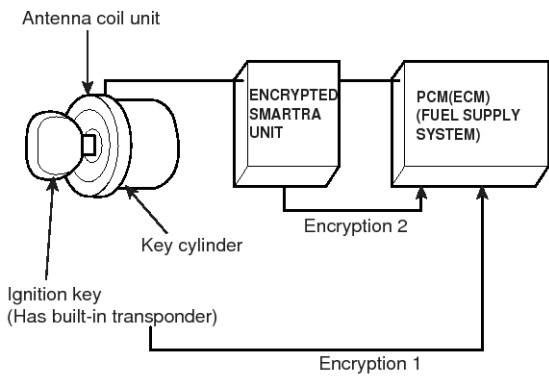 Antenna coil unit
ENCRYPTED
SMARTRA
UNIT
PCM(ECM)
(FUEL SUPPLY
SYSTEM)
Encryption 2
Key cylinder
Ignition key
(Has built-in transponder)
Encryption 1